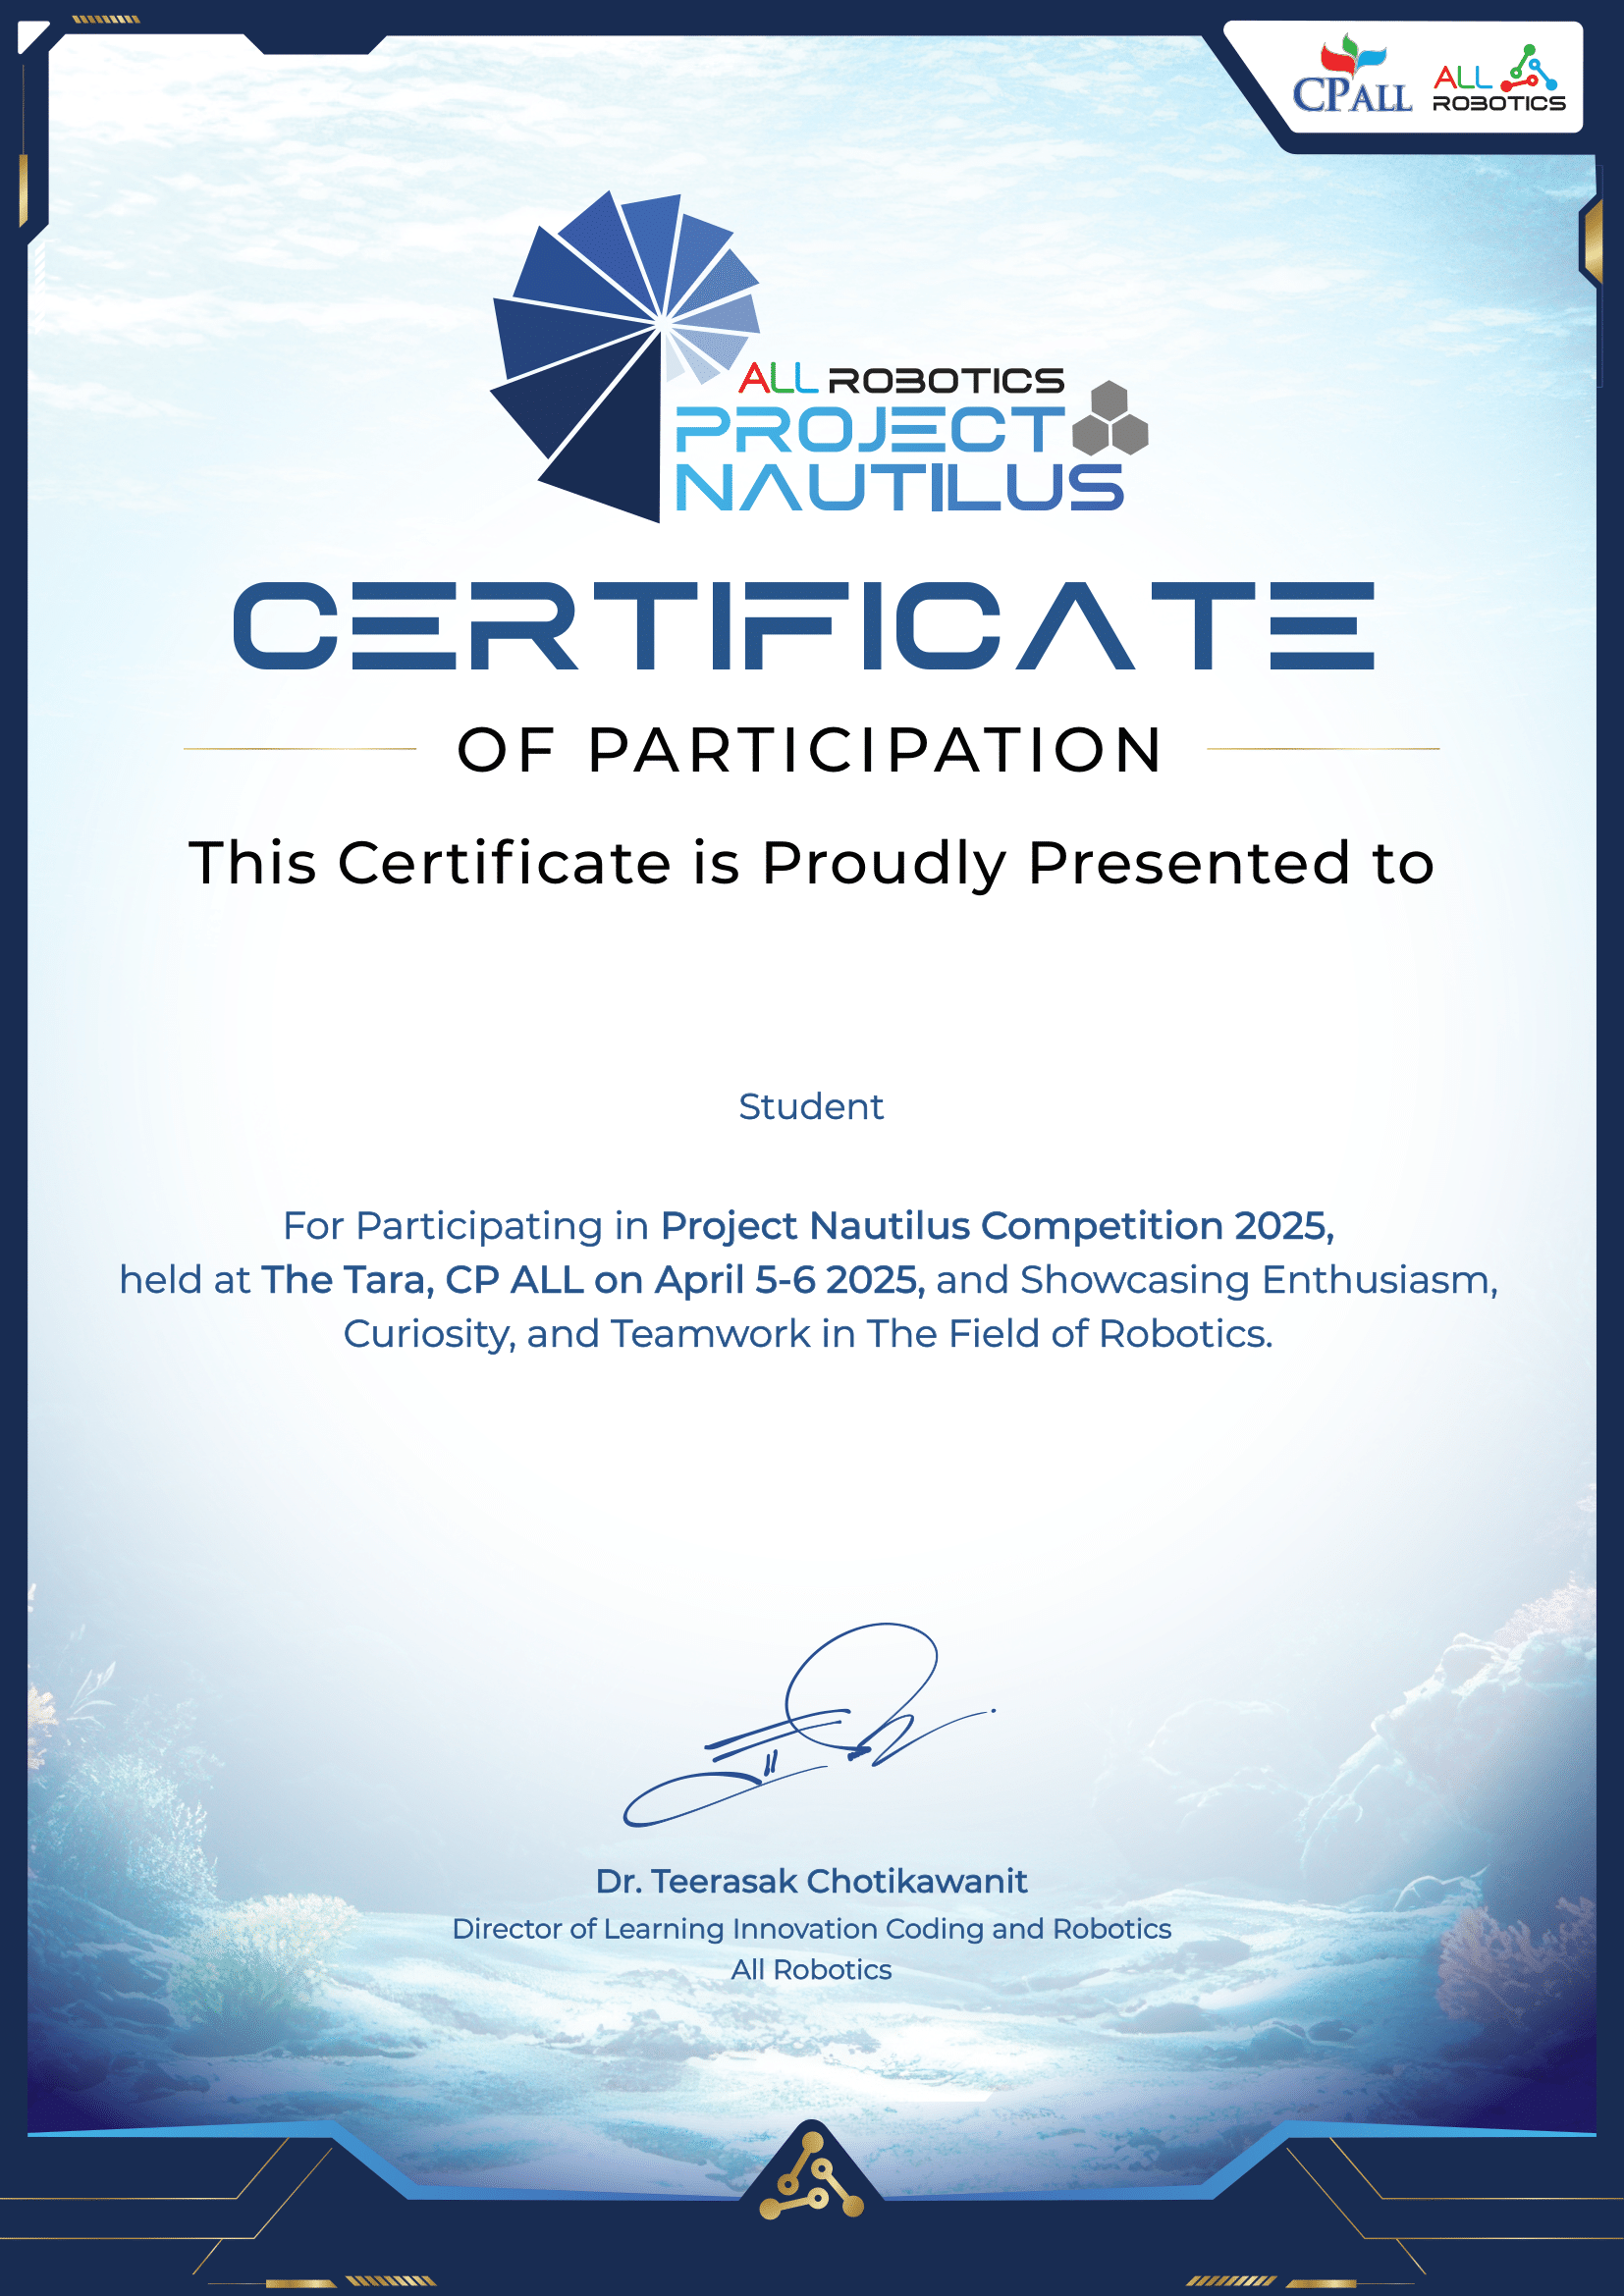 CP ALL
ALL
ROBOTICS
ALL ROBOTICS
PROJECT
NAUTILUS
CERTIFICATE
OF PARTICIPATION
This Certificate is Proudly Presented to
Student
For Participating in Project Nautilus Competition 2025,
held at The Tara, CP ALL on April 5-6 2025, and Showcasing Enthusiasm,
Curiosity, and Teamwork in The Field of Robotics.
Dr. Teerasak Chotikawanit
Director of Learning Innovation Coding and Robotics
All Robotics